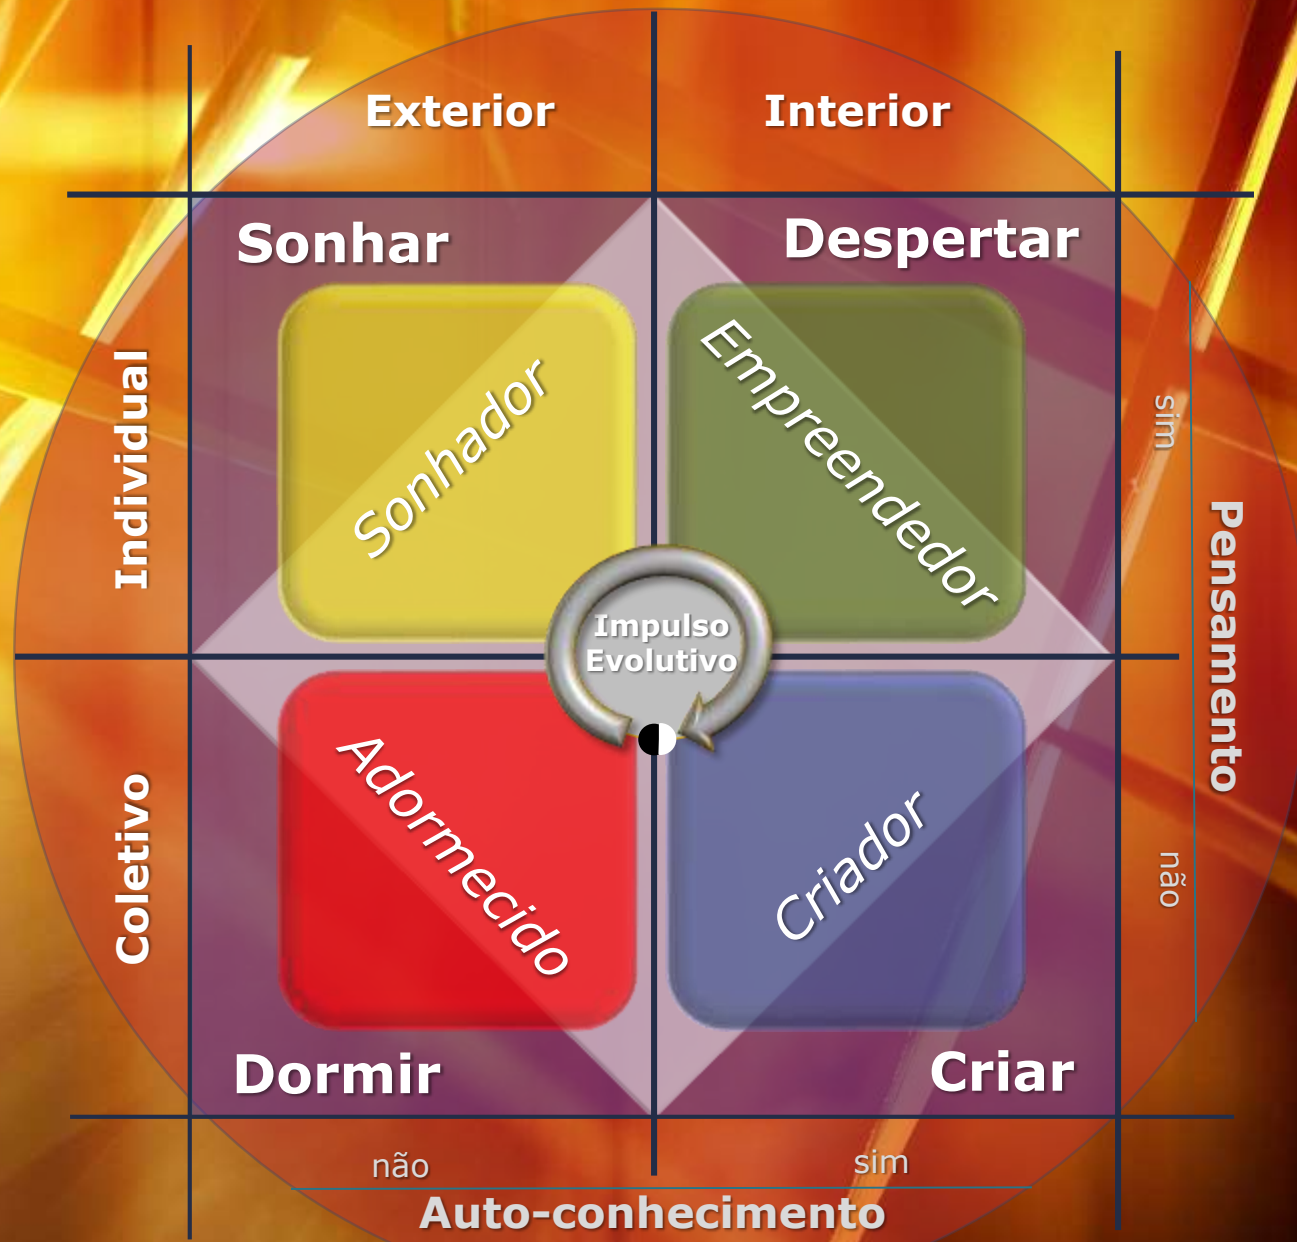 Exterior
Interior
Sonhar
Despertar
Individual
Sonhador
Empreendedor
sim
Pensamento
Impulso
Evolutivo
Coletivo
Adormecido
Criador
não
Dormir
Criar
não
sim
Auto-conhecimento